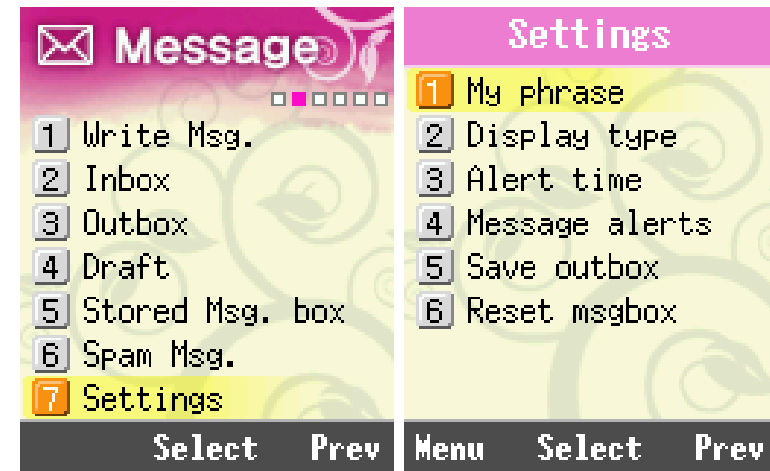 Message
1 Write Msg.
2 Inbox
3 Outbox
4 Draft
5 Stored Msg. box
6 Spam Msg.
7 Settings
Select Prev
Settings
1 My phrase
2 Display type
3 Alert time
4 Message alerts
5 Save outbox
6 Reset msgbox
Menu Select Prev